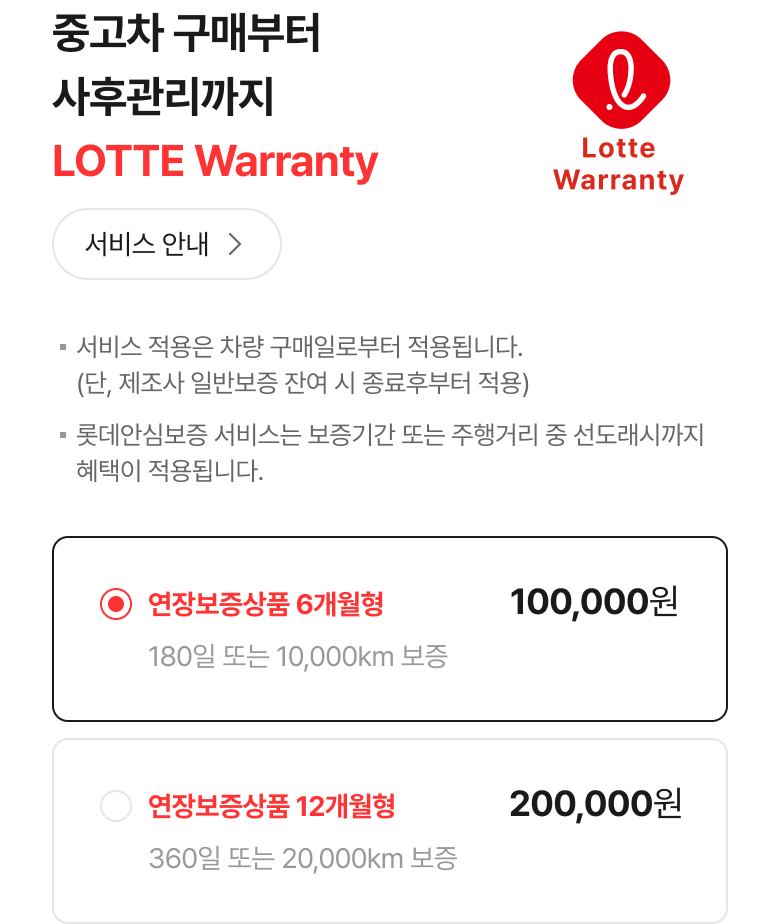 중고차 구매부터
사후관리까지
LOTTE Warranty
Lotte
Warranty
서비스 안내
서비스 적용은 차량 구매일로부터 적용됩니다.
(단, 제조사 일반보증 잔여 시 종료후부터 적용)
롯데안심보증 서비스는 보증기간 또는 주행거리 중 선도래시까지
혜택이 적용됩니다.
연장보증상품 6개월형 100,000원
180일 또는 10,000km 보증
연장보증상품 12개월형 200,000원
360일 또는 20,000km 보증